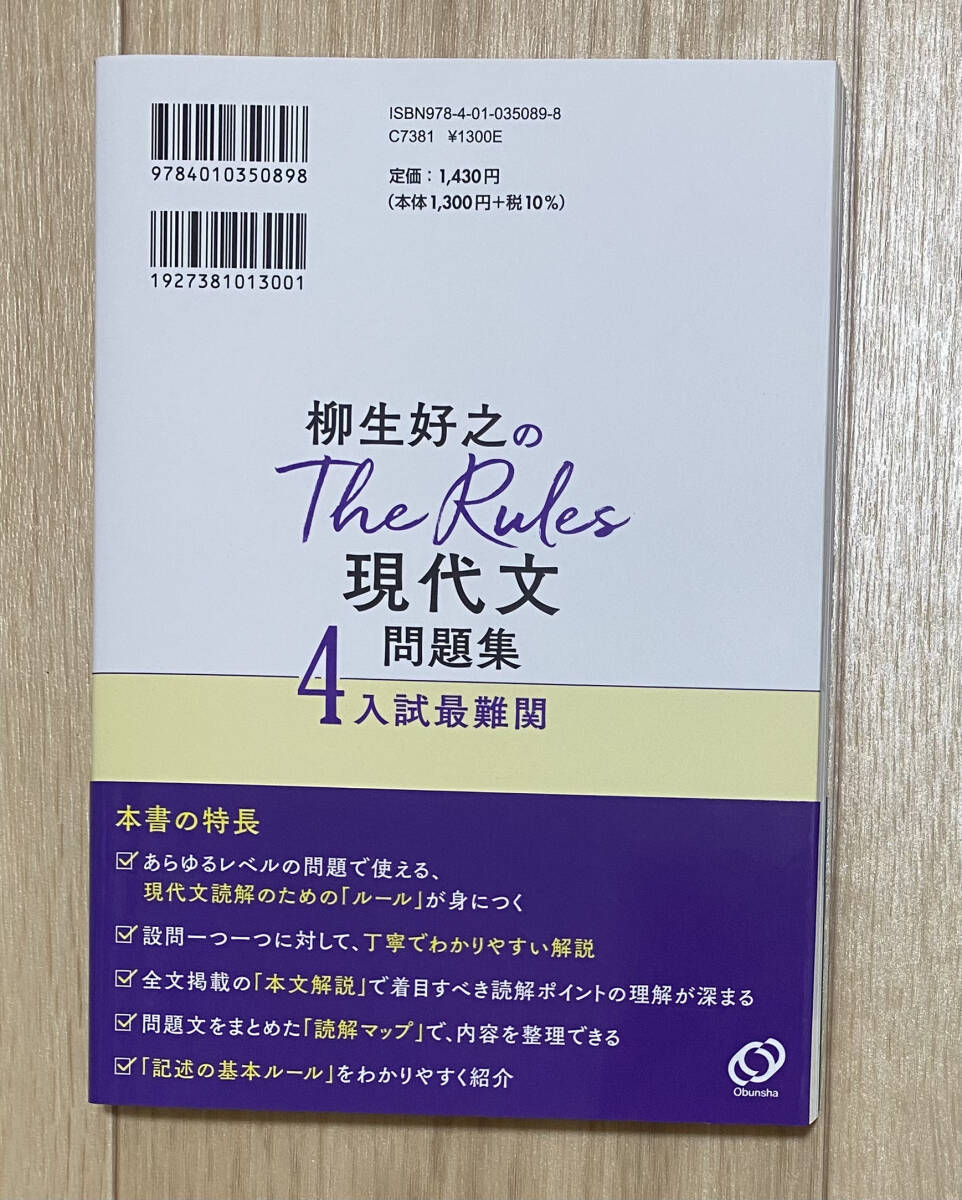 9784010350898
1927381013001
ISBN978-4-01-035089-8
C7381 ¥1300E
定価：1,430円
（本体1,300円＋税10%）
柳生好之の
The Rules
現代文
問題集
4 入試最難関
本書の特長
あらゆるレベルの問題で使える、
現代文読解のための「ルール」が身につく
設問一つ一つに対して、丁寧でわかりやすい解説
全文掲載の「本文解説」で着目すべき読解ポイントの理解が深まる
問題文をまとめた「読解マップ」で、内容を整理できる
「記述の基本ルール」をわかりやすく紹介
Obunsha